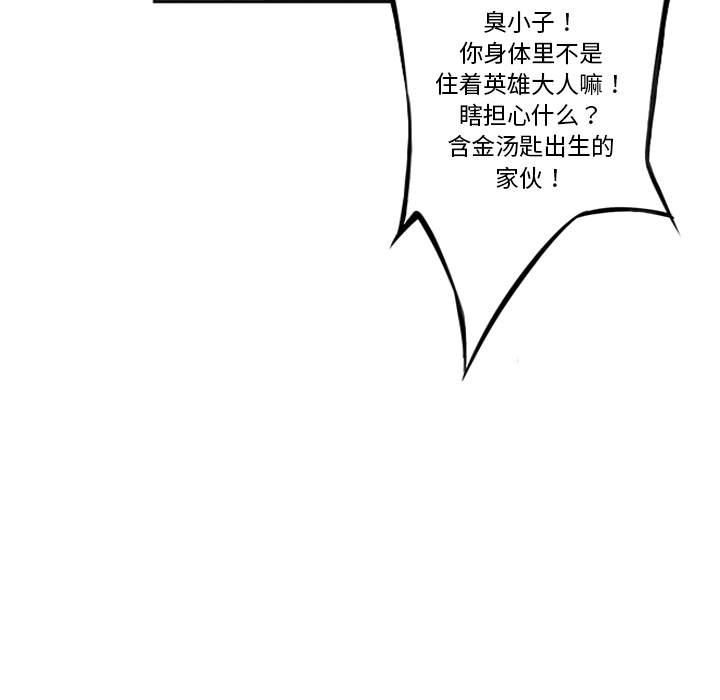 臭小子！
你身体里不是
住着英雄大人嘛！
瞎担心什么？
含金汤匙出生的
家伙！